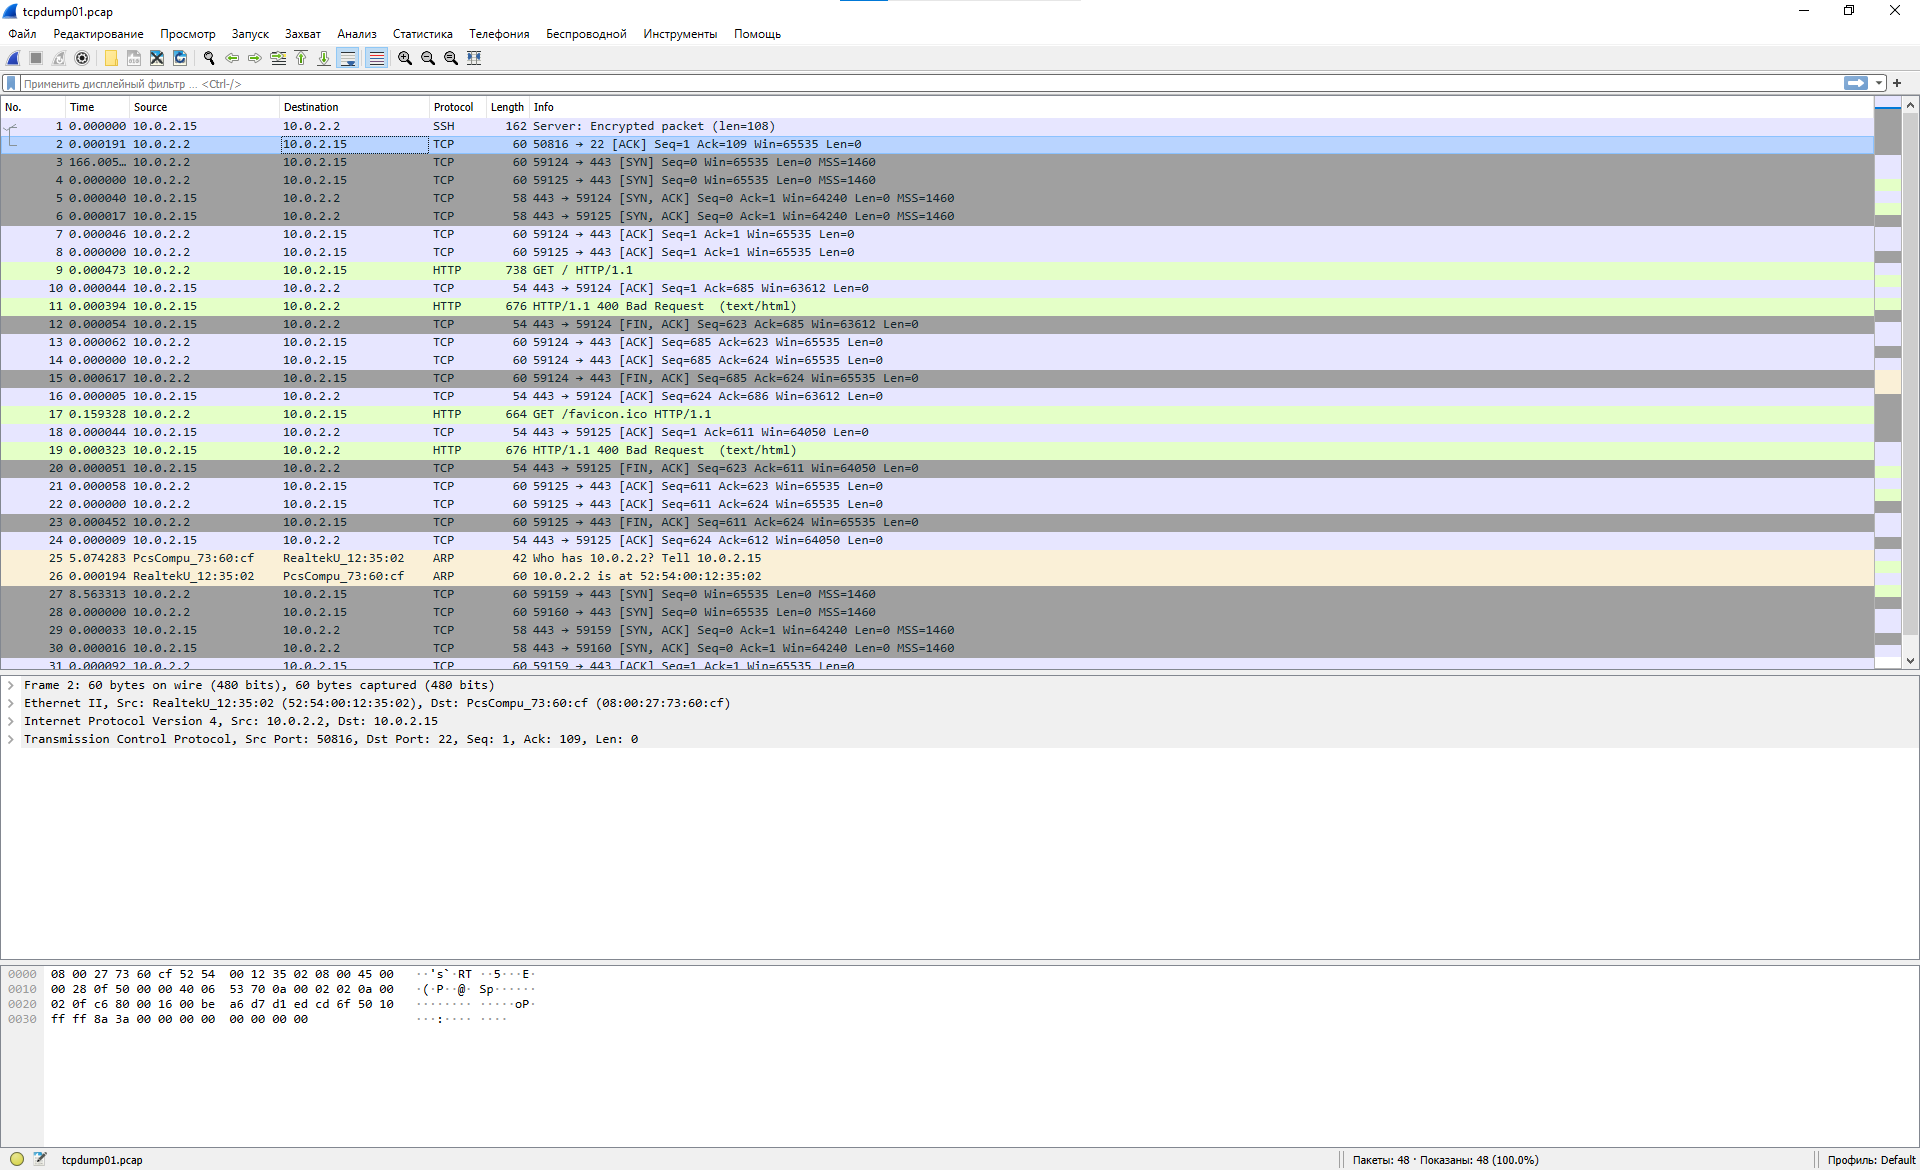 tcpdump01.pcap
Файл Редактирование Просмотр Запуск Захват Анализ Статистика Телефония Беспроводной Инструменты Помощь
Применить дисплейный фильтр ... <Ctrl-/>
No. Time Source Destination Protocol Length Info
1 0.000000 10.0.2.15 10.0.2.2 SSH 162 Server: Encrypted packet (len=108)
2 0.000191 10.0.2.2 10.0.2.15 TCP 60 50816 → 22 [ACK] Seq=1 Ack=109 Win=65535 Len=0
3 166.005… 10.0.2.2 10.0.2.15 TCP 60 59124 → 443 [SYN] Seq=0 Win=65535 Len=0 MSS=1460
4 0.000000 10.0.2.2 10.0.2.15 TCP 60 59125 → 443 [SYN] Seq=0 Win=65535 Len=0 MSS=1460
5 0.000040 10.0.2.15 10.0.2.2 TCP 58 443 → 59124 [SYN, ACK] Seq=0 Ack=1 Win=64240 Len=0 MSS=1460
6 0.000017 10.0.2.15 10.0.2.2 TCP 58 443 → 59125 [SYN, ACK] Seq=0 Ack=1 Win=64240 Len=0 MSS=1460
7 0.000046 10.0.2.2 10.0.2.15 TCP 60 59124 → 443 [ACK] Seq=1 Ack=1 Win=65535 Len=0
8 0.000000 10.0.2.2 10.0.2.15 TCP 60 59125 → 443 [ACK] Seq=1 Ack=1 Win=65535 Len=0
9 0.000473 10.0.2.2 10.0.2.15 HTTP 738 GET / HTTP/1.1
10 0.000044 10.0.2.15 10.0.2.2 TCP 54 443 → 59124 [ACK] Seq=1 Ack=685 Win=63612 Len=0
11 0.000394 10.0.2.15 10.0.2.2 HTTP 676 HTTP/1.1 400 Bad Request (text/html)
12 0.000054 10.0.2.15 10.0.2.2 TCP 54 443 → 59124 [FIN, ACK] Seq=623 Ack=685 Win=63612 Len=0
13 0.000062 10.0.2.2 10.0.2.15 TCP 60 59124 → 443 [ACK] Seq=685 Ack=623 Win=65535 Len=0
14 0.000000 10.0.2.2 10.0.2.15 TCP 60 59124 → 443 [ACK] Seq=685 Ack=624 Win=65535 Len=0
15 0.000617 10.0.2.2 10.0.2.15 TCP 60 59124 → 443 [FIN, ACK] Seq=685 Ack=624 Win=65535 Len=0
16 0.000005 10.0.2.15 10.0.2.2 TCP 54 443 → 59124 [ACK] Seq=624 Ack=686 Win=63612 Len=0
17 0.159328 10.0.2.2 10.0.2.15 HTTP 664 GET /favicon.ico HTTP/1.1
18 0.000044 10.0.2.15 10.0.2.2 TCP 54 443 → 59125 [ACK] Seq=1 Ack=611 Win=64050 Len=0
19 0.000323 10.0.2.15 10.0.2.2 HTTP 676 HTTP/1.1 400 Bad Request (text/html)
20 0.000051 10.0.2.15 10.0.2.2 TCP 54 443 → 59125 [FIN, ACK] Seq=623 Ack=611 Win=64050 Len=0
21 0.000058 10.0.2.2 10.0.2.15 TCP 60 59125 → 443 [ACK] Seq=611 Ack=623 Win=65535 Len=0
22 0.000000 10.0.2.2 10.0.2.15 TCP 60 59125 → 443 [ACK] Seq=611 Ack=624 Win=65535 Len=0
23 0.000452 10.0.2.2 10.0.2.15 TCP 60 59125 → 443 [FIN, ACK] Seq=611 Ack=624 Win=65535 Len=0
24 0.000009 10.0.2.15 10.0.2.2 TCP 54 443 → 59125 [ACK] Seq=624 Ack=612 Win=64050 Len=0
25 5.074283 PcsCompu_73:60:cf RealtekU_12:35:02 ARP 42 Who has 10.0.2.2? Tell 10.0.2.15
26 0.000194 RealtekU_12:35:02 PcsCompu_73:60:cf ARP 60 10.0.2.2 is at 52:54:00:12:35:02
27 8.563313 10.0.2.2 10.0.2.15 TCP 60 59159 → 443 [SYN] Seq=0 Win=65535 Len=0 MSS=1460
28 0.000000 10.0.2.2 10.0.2.15 TCP 60 59160 → 443 [SYN] Seq=0 Win=65535 Len=0 MSS=1460
29 0.000033 10.0.2.15 10.0.2.2 TCP 58 443 → 59159 [SYN, ACK] Seq=0 Ack=1 Win=64240 Len=0 MSS=1460
30 0.000016 10.0.2.15 10.0.2.2 TCP 58 443 → 59160 [SYN, ACK] Seq=0 Ack=1 Win=64240 Len=0 MSS=1460
31 0.000092 10.0.2.2 10.0.2.15 TCP 60 59159 → 443 [ACK] Seq=1 Ack=1 Win=65535 Len=0
Frame 2: 60 bytes on wire (480 bits), 60 bytes captured (480 bits)
Ethernet II, Src: RealtekU_12:35:02 (52:54:00:12:35:02), Dst: PcsCompu_73:60:cf (08:00:27:73:60:cf)
Internet Protocol Version 4, Src: 10.0.2.2, Dst: 10.0.2.15
Transmission Control Protocol, Src Port: 50816, Dst Port: 22, Seq: 1, Ack: 109, Len: 0
0000 08 00 27 73 60 cf 52 54 00 12 35 02 08 00 45 00 ··'s`·RT ··5···E·
0010 00 28 0f 50 00 00 40 06 53 70 0a 00 02 02 0a 00 ·(·P··@· Sp······
0020 02 0f c6 80 00 16 00 be a6 d7 d1 ed cd 6f 50 10 ········ ·····oP·
0030 ff ff 8a 3a 00 00 00 00 00 00 00 00 ···:···· ····
tcpdump01.pcap Пакеты: 48 · Показаны: 48 (100.0%) Профиль: Default